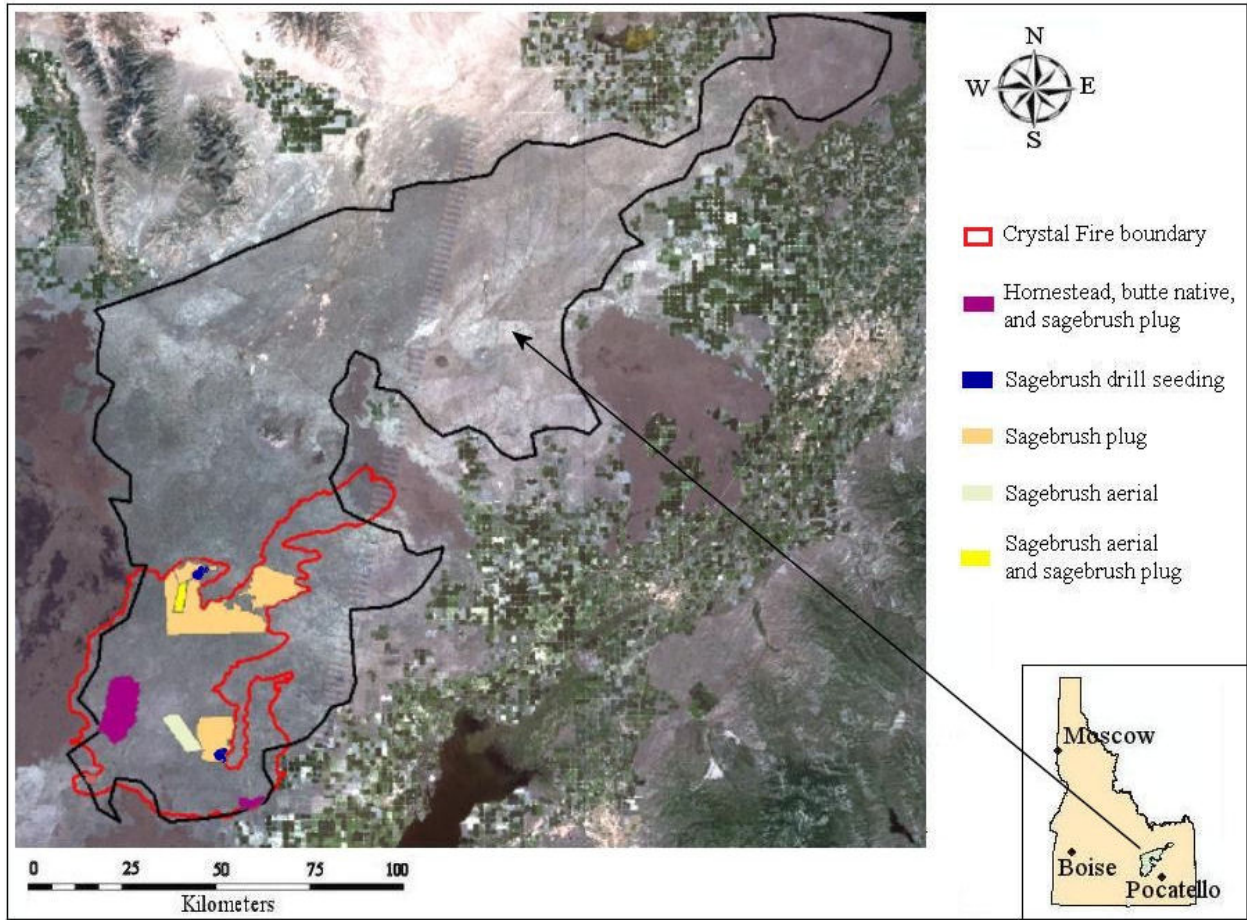 N
W E
S
Crystal Fire boundary
Homestead, butte native,
and sagebrush plug
Sagebrush drill seeding
Sagebrush plug
Sagebrush aerial
Sagebrush aerial
and sagebrush plug
Moscow
Boise
Pocatello
0 25 50 75 100
Kilometers